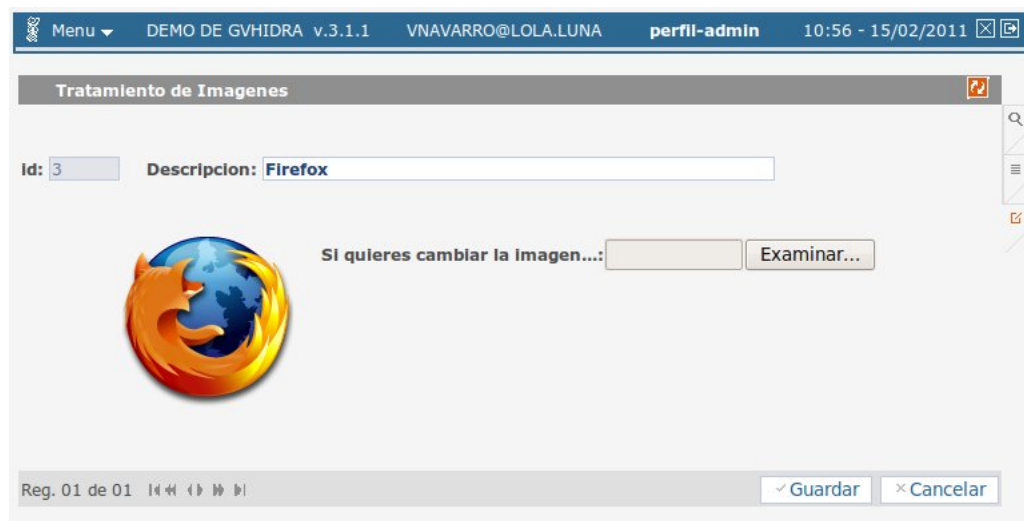 Menu DEMO DE GVHIDRA v.3.1.1 VNAVARRO@LOLA.LUNA perfil-admin 10:56 - 15/02/2011
Tratamiento de Imagenes
id: 3 Descripcion: Firefox
Si quieres cambiar la imagen...: Examinar...
Reg. 01 de 01 Guardar Cancelar